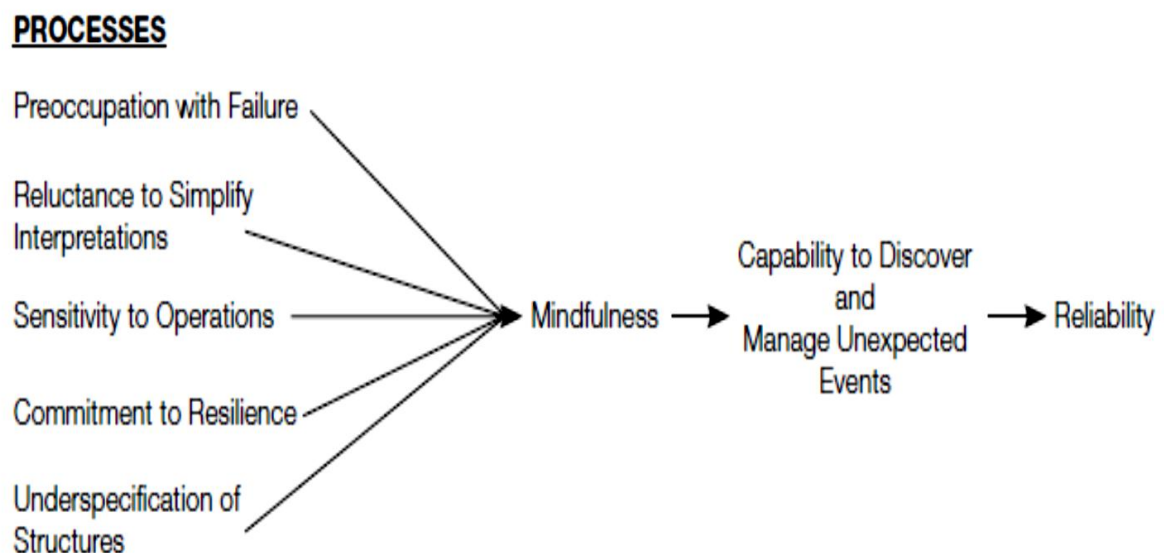 PROCESSES
Preoccupation with Failure
Reluctance to Simplify
Interpretations
Sensitivity to Operations
Commitment to Resilience
Underspecification of
Structures
Mindfulness
Capability to Discover
and
Manage Unexpected
Events
Reliability